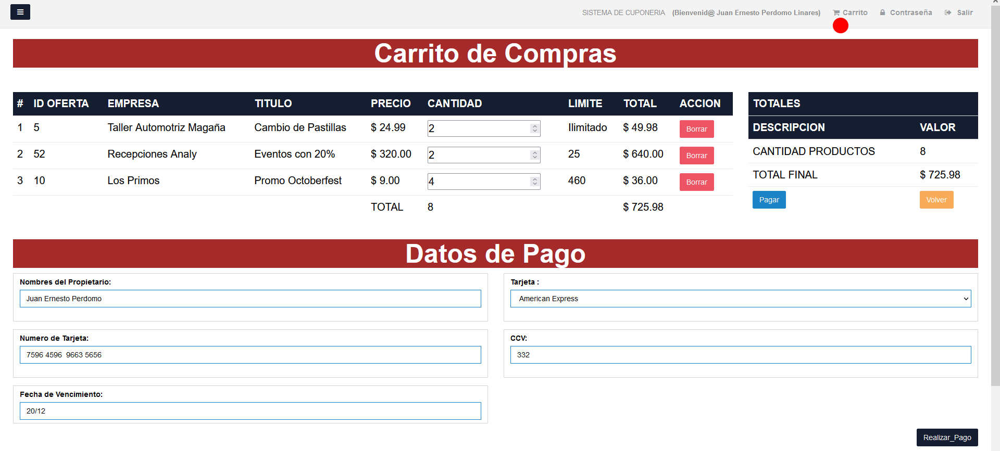 SISTEMA DE CUPONERIA (Bienvenid@ Juan Ernesto Perdomo Linares) Carrito Contraseña Salir
Carrito de Compras
# ID OFERTA EMPRESA TITULO PRECIO CANTIDAD LIMITE TOTAL ACCION
1 5 Taller Automotriz Magaña Cambio de Pastillas $ 24.99 2 Ilimitado $ 49.98 Borrar
2 52 Recepciones Analy Eventos con 20% $ 320.00 2 25 $ 640.00 Borrar
3 10 Los Primos Promo Octoberfest $ 9.00 4 460 $ 36.00 Borrar
TOTAL 8 $ 725.98
TOTALES
DESCRIPCION VALOR
CANTIDAD PRODUCTOS 8
TOTAL FINAL $ 725.98
Pagar Volver
Datos de Pago
Nombres del Propietario:
Juan Ernesto Perdomo
Tarjeta :
American Express
Numero de Tarjeta:
7596 4596  9663 5656
CCV:
332
Fecha de Vencimiento:
20/12
Realizar_Pago